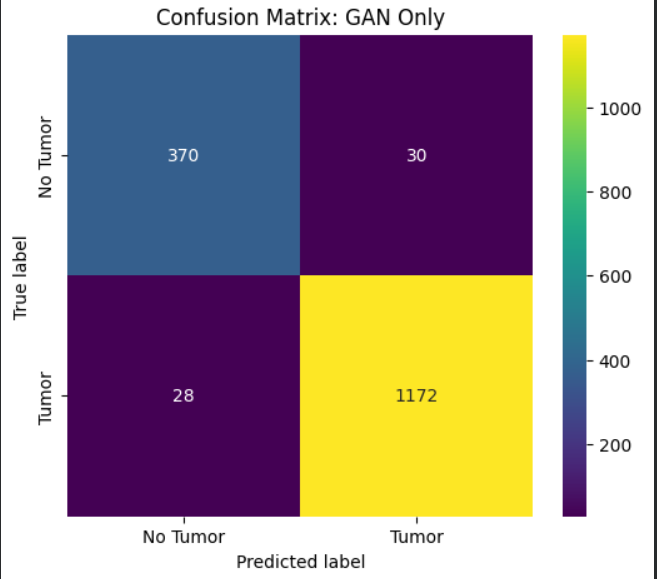 Confusion Matrix: GAN Only
No Tumor
370
30
1000
800
600
400
200
True label
Tumor
28
1172
No Tumor
Tumor
Predicted label